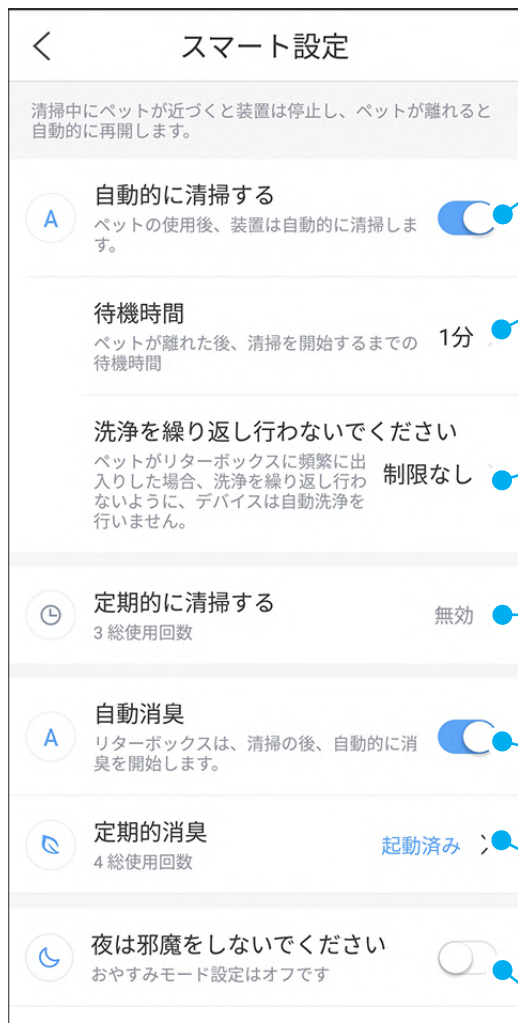 スマート設定
清掃中にペットが近づくと装置は停止し、ペットが離れると
自動的に再開します。
A
自動的に清掃する
ペットの使用後、装置は自動的に清掃しま
す。
待機時間
ペットが離れた後、清掃を開始するまでの
待機時間
1分
洗浄を繰り返し行わないでください
ペットがリターボックスに頻繁に出
入りした場合、洗浄を繰り返し行わ
ないように、デバイスは自動洗浄を
行いません。
制限なし
定期的に清掃する
3 総使用回数
無効
A
自動消臭
リターボックスは、清掃の後、自動的に消
臭を開始します。
定期的消臭
4 総使用回数
起動済み
夜は邪魔をしないでください
おやすみモード設定はオフです